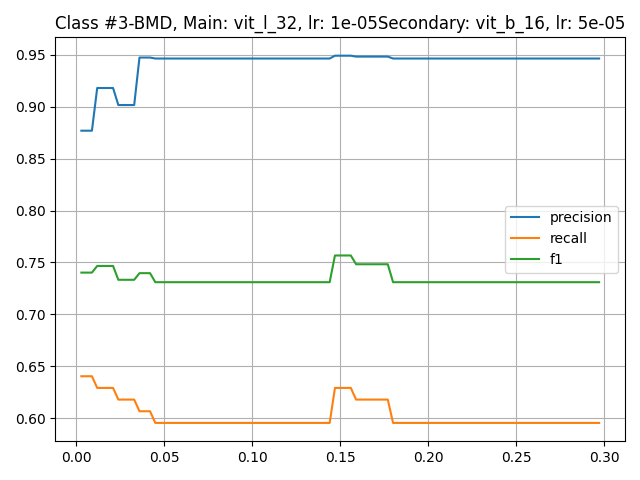 Class #3-BMD, Main: vit_l_32, lr: 1e-05Secondary: vit_b_16, lr: 5e-05
0.95
0.90
0.85
0.80
0.75
0.70
0.65
0.60
precision
recall
f1
0.00 0.05 0.10 0.15 0.20 0.25 0.30